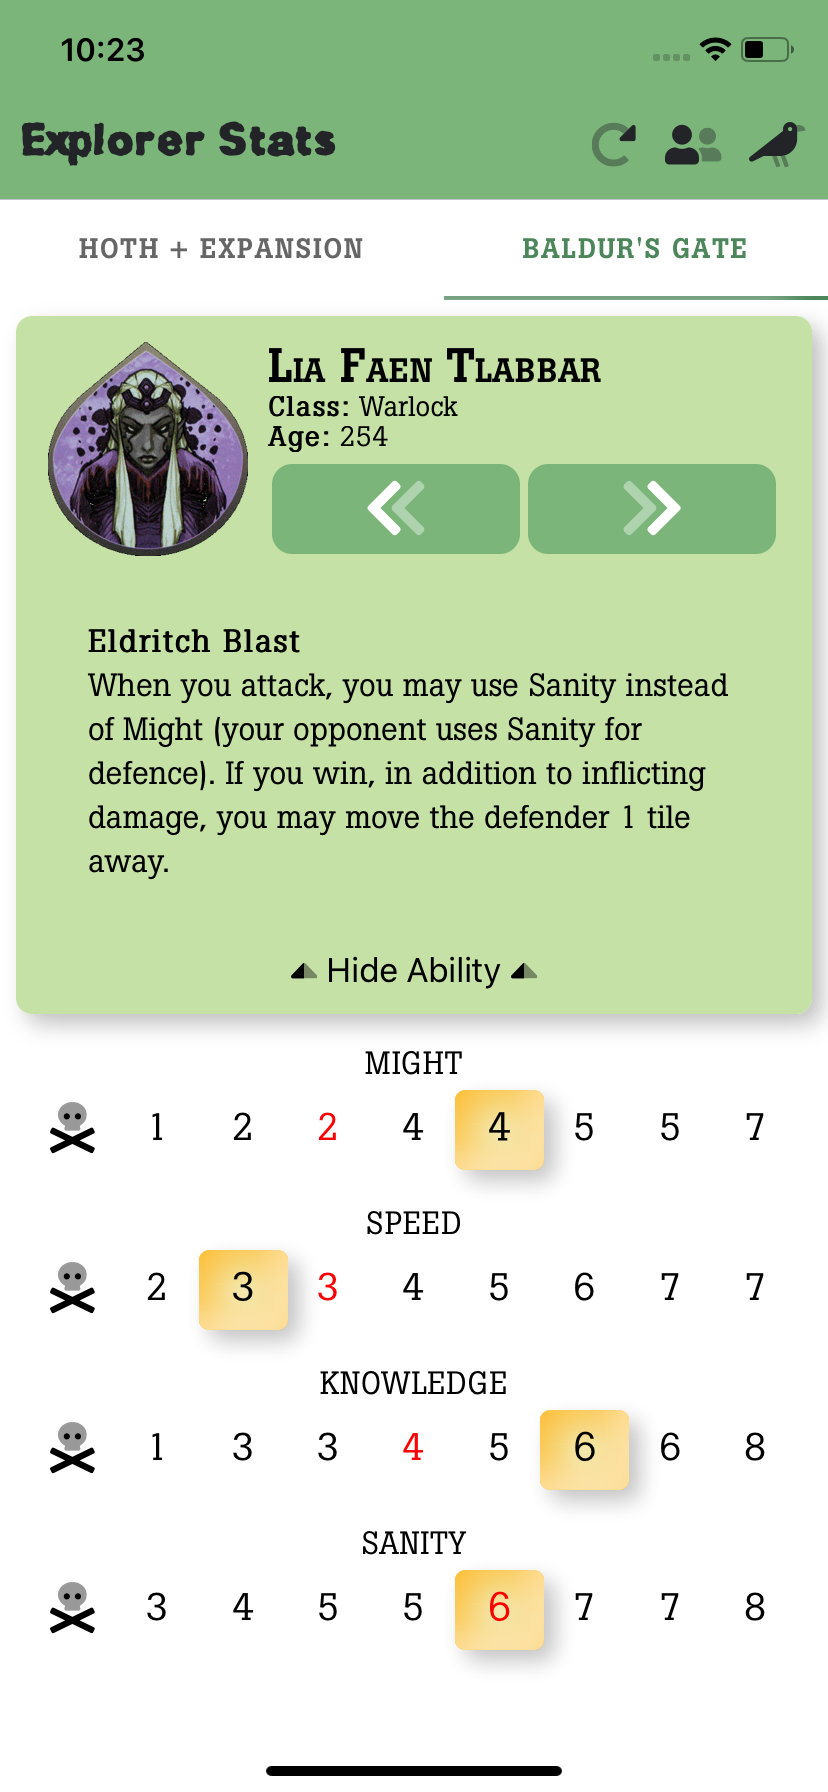 10:23
Explorer Stats
HOTH + EXPANSION
BALDUR'S GATE
Lia Faen Tlabbar
Class: Warlock
Age: 254
Eldritch Blast
When you attack, you may use Sanity instead
of Might (your opponent uses Sanity for
defence). If you win, in addition to inflicting
damage, you may move the defender 1 tile
away.
Hide Ability
MIGHT
1 2 2 4 4 5 5 7
SPEED
2 3 3 4 5 6 7 7
KNOWLEDGE
1 3 3 4 5 6 6 8
SANITY
3 4 5 5 6 7 7 8